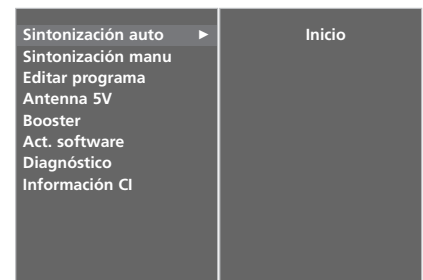 Sintonización auto ► Inicio
Sintonización manu
Editar programa
Antenna 5V
Booster
Act. software
Diagnóstico
Información CI